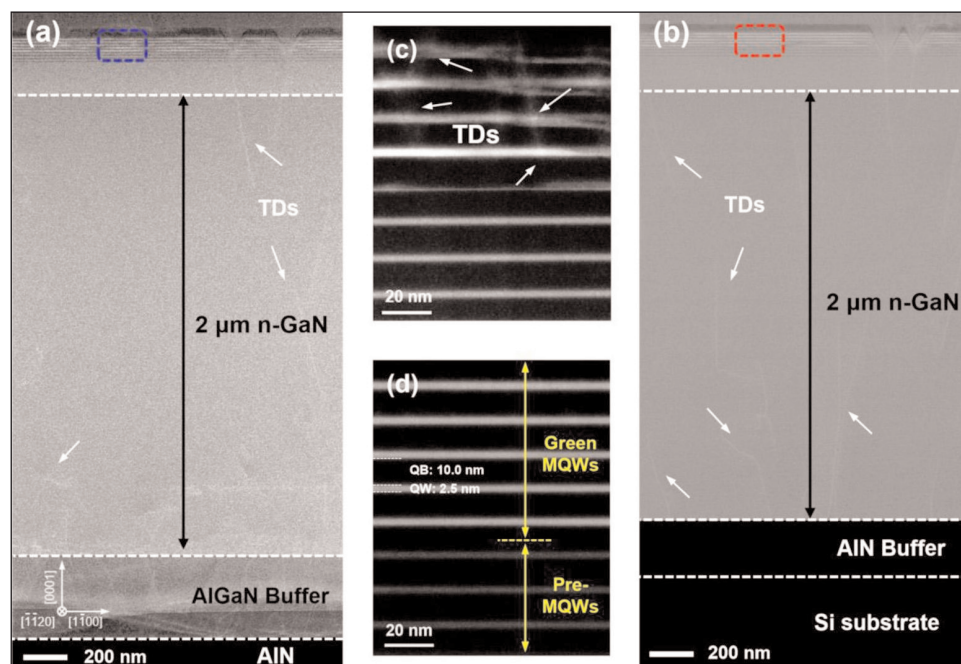 (a)
TDs
2 μm n-GaN
[0001]
AlGaN Buffer
[1̄1̄20]
[11̄00]
200 nm
AlN
(c)
TDs
20 nm
(d)
Green
MQWs
QB: 10.0 nm
QW: 2.5 nm
Pre-
MQWs
20 nm
(b)
TDs
2 μm n-GaN
AlN Buffer
Si substrate
200 nm